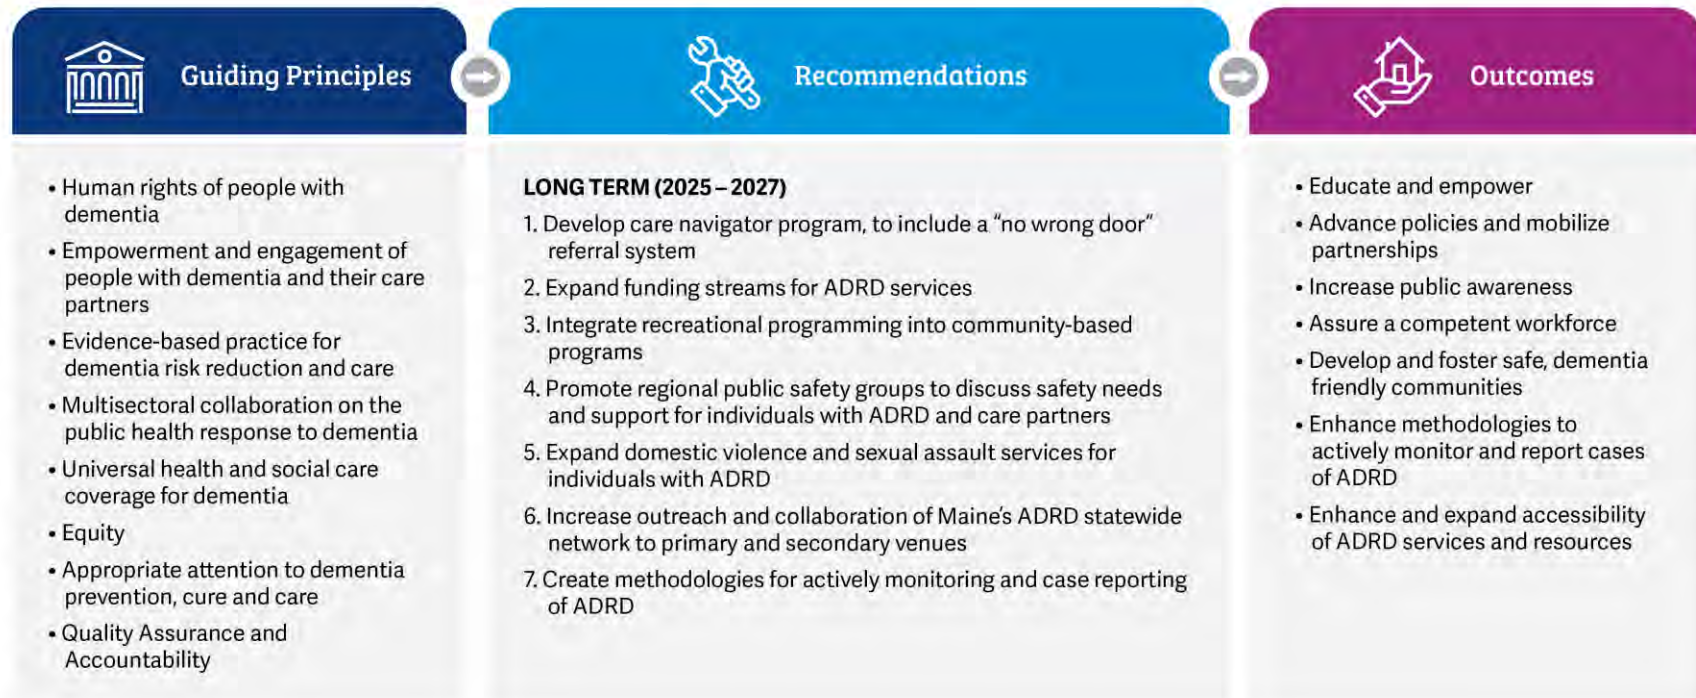 Guiding Principles
• Human rights of people with
dementia
• Empowerment and engagement of
people with dementia and their care
partners
• Evidence-based practice for
dementia risk reduction and care
• Multisectoral collaboration on the
public health response to dementia
• Universal health and social care
coverage for dementia
• Equity
• Appropriate attention to dementia
prevention, cure and care
• Quality Assurance and
Accountability
Recommendations
LONG TERM (2025 – 2027)
1. Develop care navigator program, to include a “no wrong door”
referral system
2. Expand funding streams for ADRD services
3. Integrate recreational programming into community-based
programs
4. Promote regional public safety groups to discuss safety needs
and support for individuals with ADRD and care partners
5. Expand domestic violence and sexual assault services for
individuals with ADRD
6. Increase outreach and collaboration of Maine’s ADRD statewide
network to primary and secondary venues
7. Create methodologies for actively monitoring and case reporting
of ADRD
Outcomes
• Educate and empower
• Advance policies and mobilize
partnerships
• Increase public awareness
• Assure a competent workforce
• Develop and foster safe, dementia
friendly communities
• Enhance methodologies to
actively monitor and report cases
of ADRD
• Enhance and expand accessibility
of ADRD services and resources